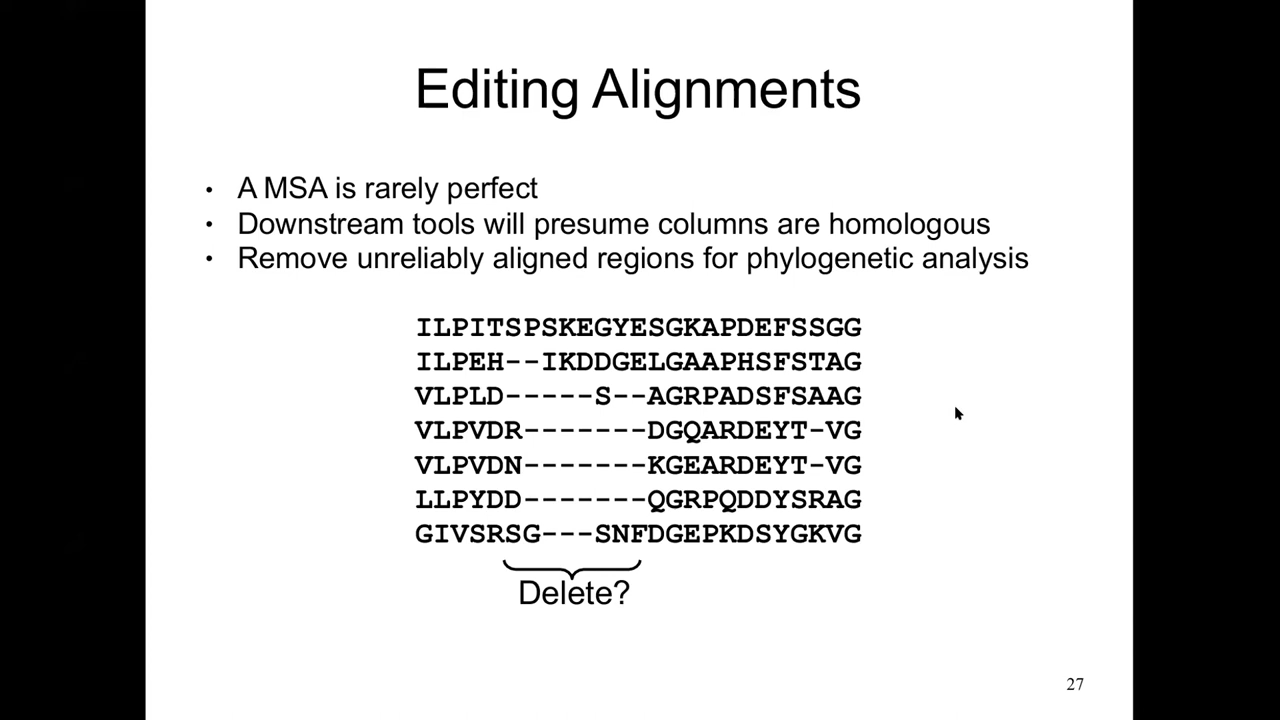 Editing Alignments
• A MSA is rarely perfect
• Downstream tools will presume columns are homologous
• Remove unreliably aligned regions for phylogenetic analysis
ILPITSPSKEGYESGKAPDEFSSGG
ILPEH--IKDDGELGAAPHSFSTAG
VLPLD-----S--AGRPADSFSAAG
VLPVDR-------DGQARDEYT-VG
VLPVDN-------KGEARDEYT-VG
LLPYDD-------QGRPQDDYSRAG
GIVSRSG---SNFDGEPKDSYGKVG
Delete?
27